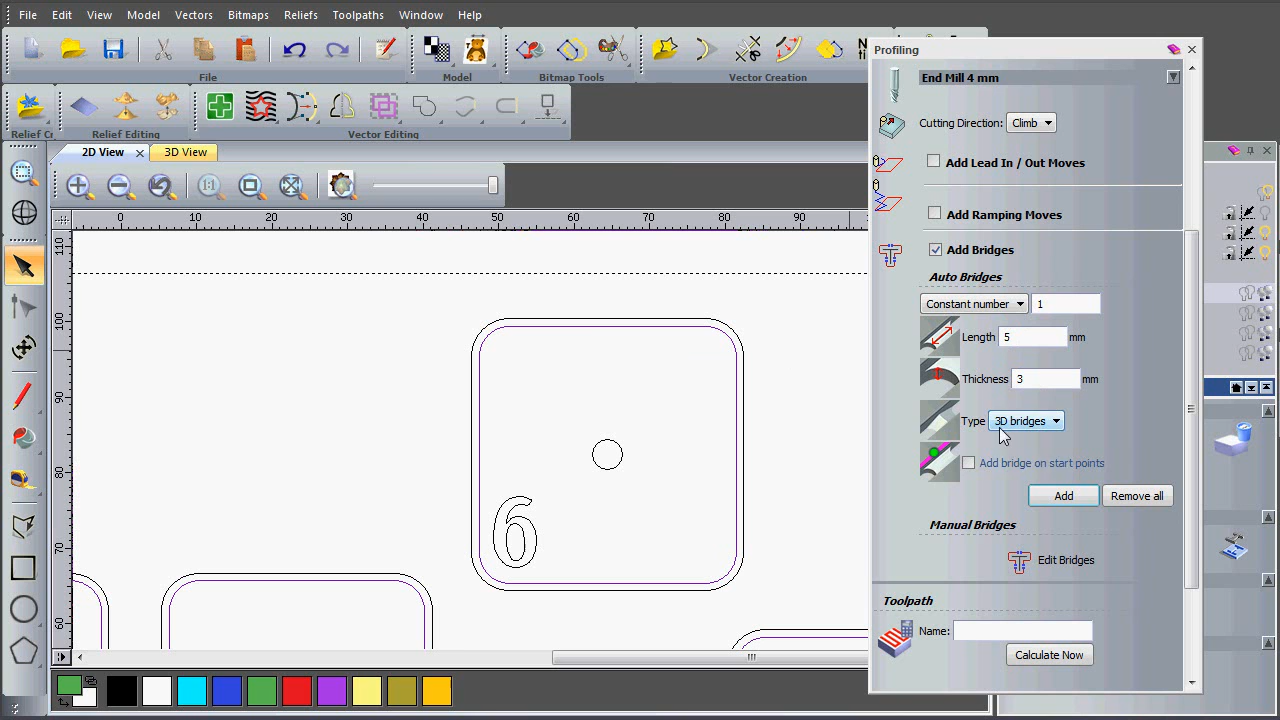 File Edit View Model Vectors Bitmaps Reliefs Toolpaths Window Help
File Model Bitmap Tools Vector Creation
Relief Cr Relief Editing Vector Editing
2D View 3D View
1:1
0 10 20 30 40 50 60 70 80 90
110
100
90
80
70
60
6
Profiling
End Mill 4 mm
Cutting Direction: Climb
Add Lead In / Out Moves
Add Ramping Moves
Add Bridges
Auto Bridges
Constant number 1
Length 5 mm
Thickness 3 mm
Type 3D bridges
Add bridge on start points
Add Remove all
Manual Bridges
Edit Bridges
Toolpath
Name:
Calculate Now